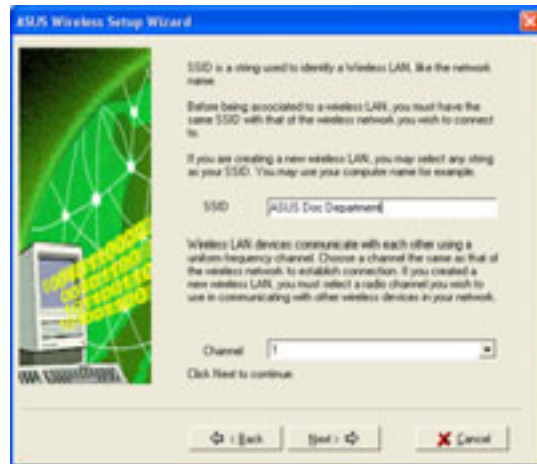 ASUS Wireless Setup Wizard
SSID is a string used to identify a Wireless LAN, like the network
name.
Before being associated to a wireless LAN, you must have the
same SSID with that of the wireless network you wish to connect
to.
If you are creating a new wireless LAN, you may select any string
as your SSID. You may use your computer name for example.
SSID ASUS Doc Department
Wireless LAN devices communicate with each other using a
uniform frequency channel. Choose a channel the same as that of
the wireless network to establish connection. If you created a
new wireless LAN, you must select a radio channel you wish to
use in communicating with other wireless devices in your network.
Channel 1
Click Next to continue.
< Back Next > Cancel